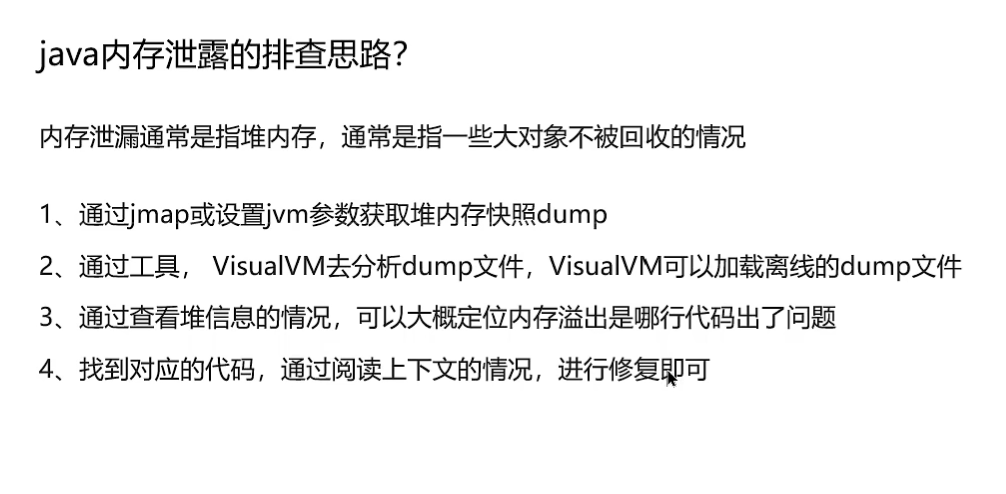 java内存泄露的排查思路？
内存泄漏通常是指堆内存，通常是指一些大对象不被回收的情况
1、通过jmap或设置jvm参数获取堆内存快照dump
2、通过工具， VisualVM去分析dump文件，VisualVM可以加载离线的dump文件
3、通过查看堆信息的情况，可以大概定位内存溢出是哪行代码出了问题
4、找到对应的代码，通过阅读上下文的情况，进行修复即可